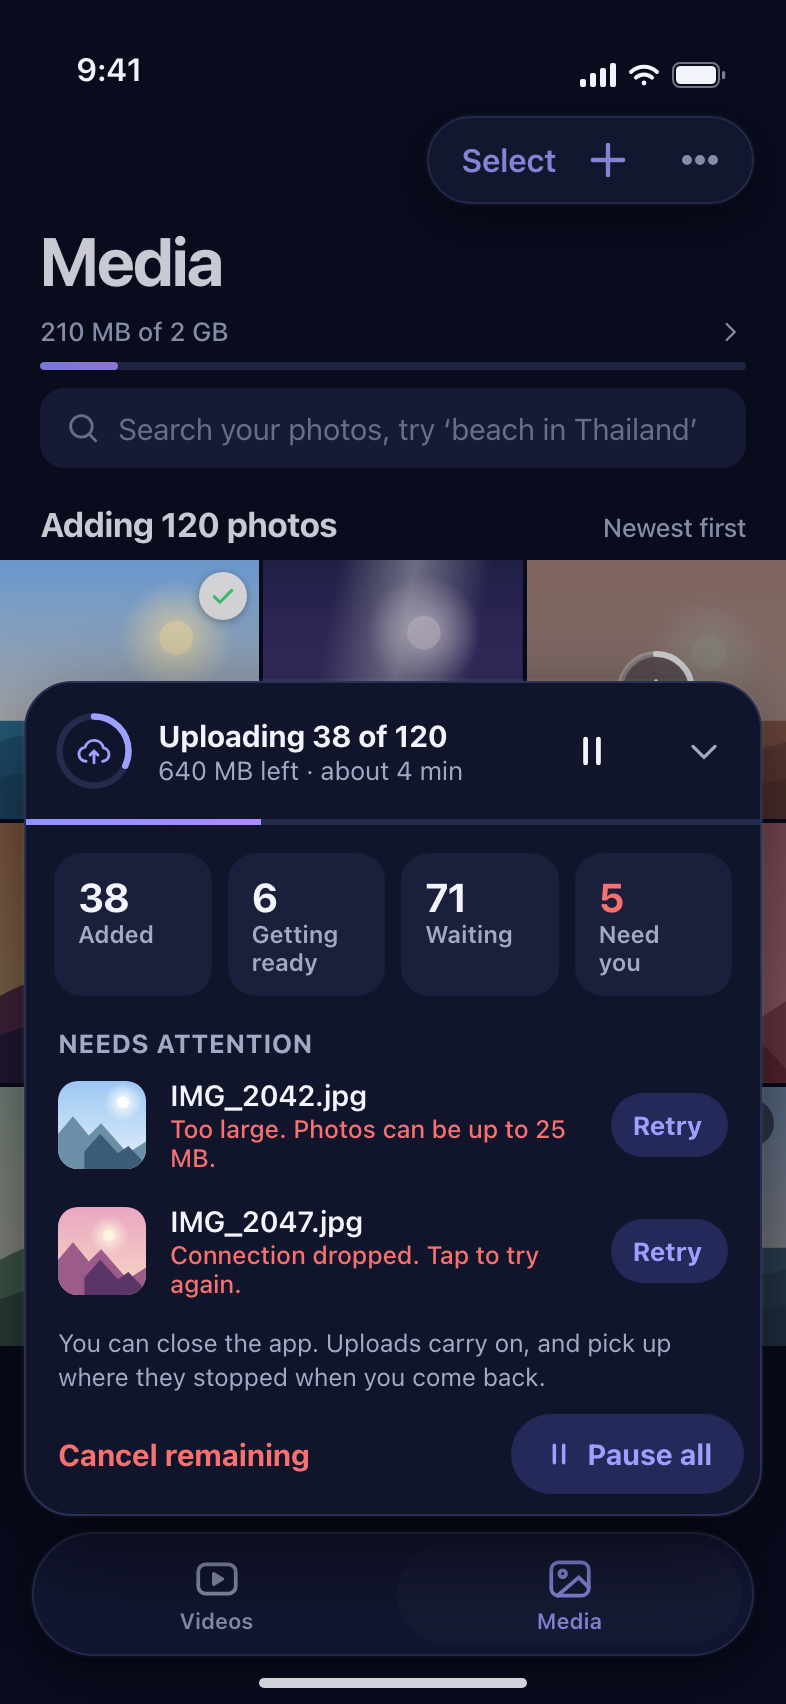 9:41
Select
Media
210 MB of 2 GB
Search your photos, try ‘beach in Thailand’
Adding 120 photos
Newest first
Uploading 38 of 120
640 MB left · about 4 min
38
Added
6
Getting
ready
71
Waiting
5
Need
you
NEEDS ATTENTION
IMG_2042.jpg
Too large. Photos can be up to 25
MB.
Retry
IMG_2047.jpg
Connection dropped. Tap to try
again.
Retry
You can close the app. Uploads carry on, and pick up
where they stopped when you come back.
Cancel remaining
Pause all
Videos
Media